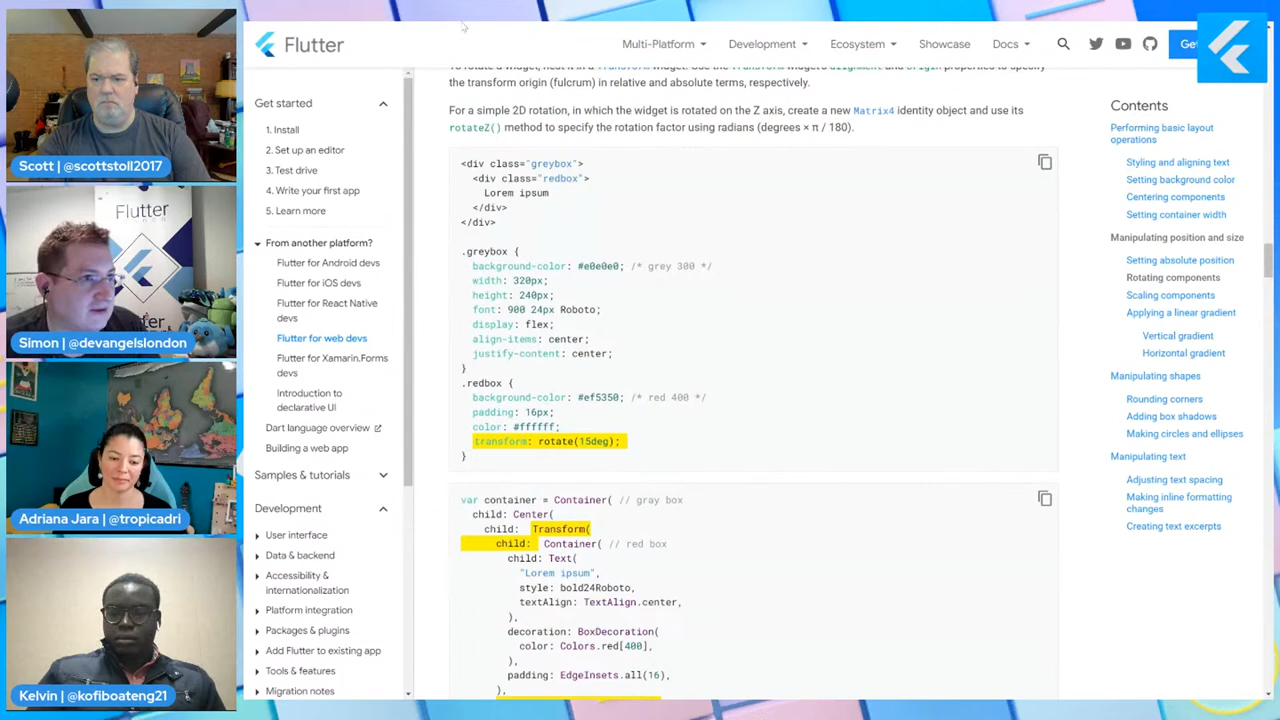 Flutter
Multi-Platform
Development
Ecosystem
Showcase
Docs
the transform origin (fulcrum) in relative and absolute terms, respectively.
For a simple 2D rotation, in which the widget is rotated on the Z axis, create a new Matrix4 identity object and use its
rotateZ() method to specify the rotation factor using radians (degrees × π / 180).
<div class="greybox">
<div class="redbox">
Lorem ipsum
</div>
</div>
.greybox {
background-color: #e0e0e0; /* grey 300 */
width: 320px;
height: 240px;
font: 900 24px Roboto;
display: flex;
align-items: center;
justify-content: center;
}
.redbox {
background-color: #ef5350; /* red 400 */
padding: 16px;
color: #ffffff;
transform: rotate(15deg);
}
var container = Container( // gray box
child: Center(
child: Transform(
child: Container( // red box
child: Text(
"Lorem ipsum",
style: bold24Roboto,
textAlign: TextAlign.center,
),
decoration: BoxDecoration(
color: Colors.red[400],
),
padding: EdgeInsets.all(16),
),
Get started
1. Install
2. Set up an editor
3. Test drive
4. Write your first app
5. Learn more
From another platform?
Flutter for Android devs
Flutter for iOS devs
Flutter for React Native
devs
Flutter for web devs
Flutter for Xamarin.Forms
devs
Introduction to
declarative UI
Dart language overview
Building a web app
Samples & tutorials
Development
User interface
Data & backend
Accessibility &
internationalization
Platform integration
Packages & plugins
Add Flutter to existing app
Tools & features
Migration notes
Contents
Performing basic layout
operations
Styling and aligning text
Setting background color
Centering components
Setting container width
Manipulating position and size
Setting absolute position
Rotating components
Scaling components
Applying a linear gradient
Vertical gradient
Horizontal gradient
Manipulating shapes
Rounding corners
Adding box shadows
Making circles and ellipses
Manipulating text
Adjusting text spacing
Making inline formatting
changes
Creating text excerpts
Scott | @scottstoll2017
Flutter
Simon | @devangelslondon
Adriana Jara | @tropicadri
Kelvin | @kofiboateng21